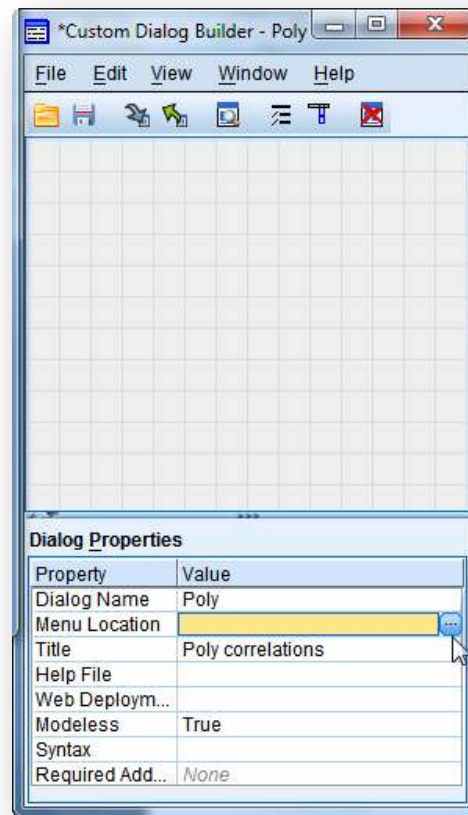 *Custom Dialog Builder - Poly
File Edit View Window Help
Dialog Properties
Property Value
Dialog Name Poly
Menu Location
Title Poly correlations
Help File
Web Deploym...
Modeless True
Syntax
Required Add... None